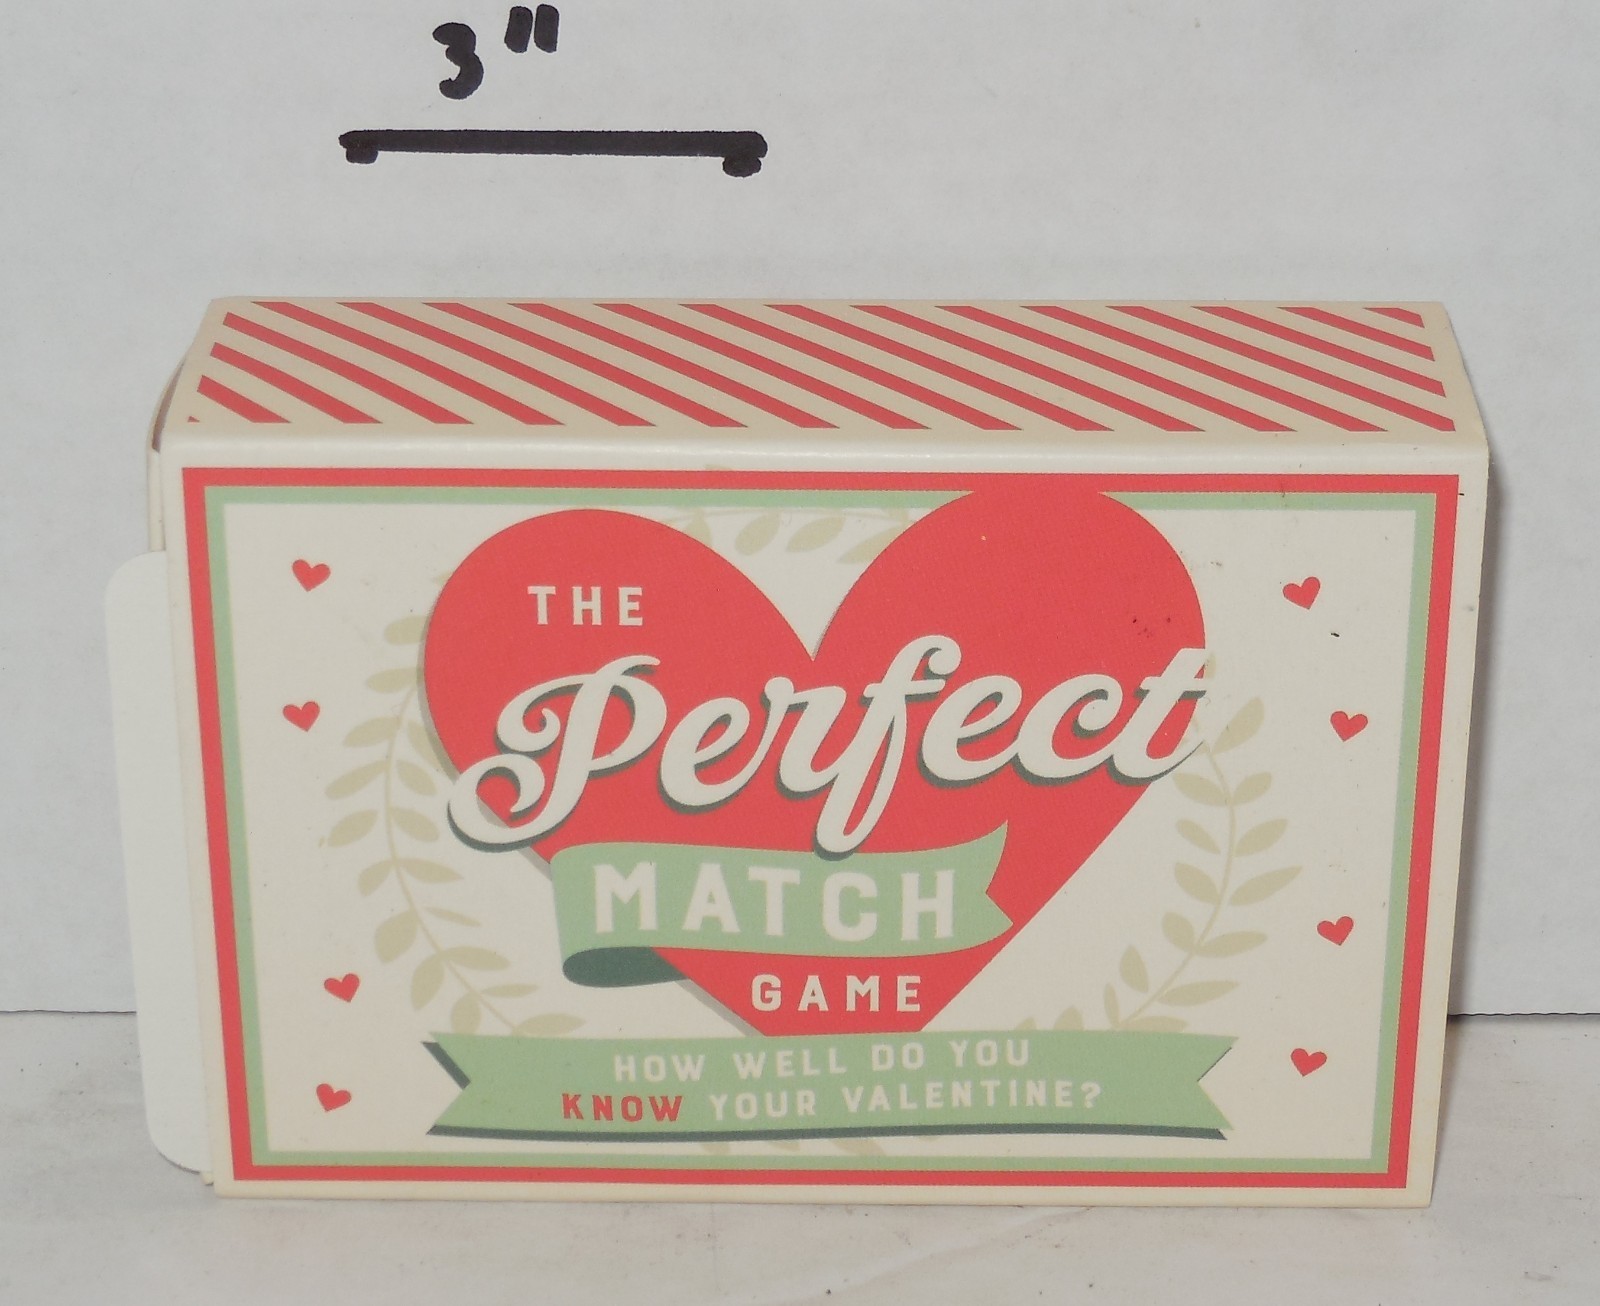 3"
THE
Perfect
MATCH
GAME
HOW WELL DO YOU
KNOW YOUR VALENTINE?